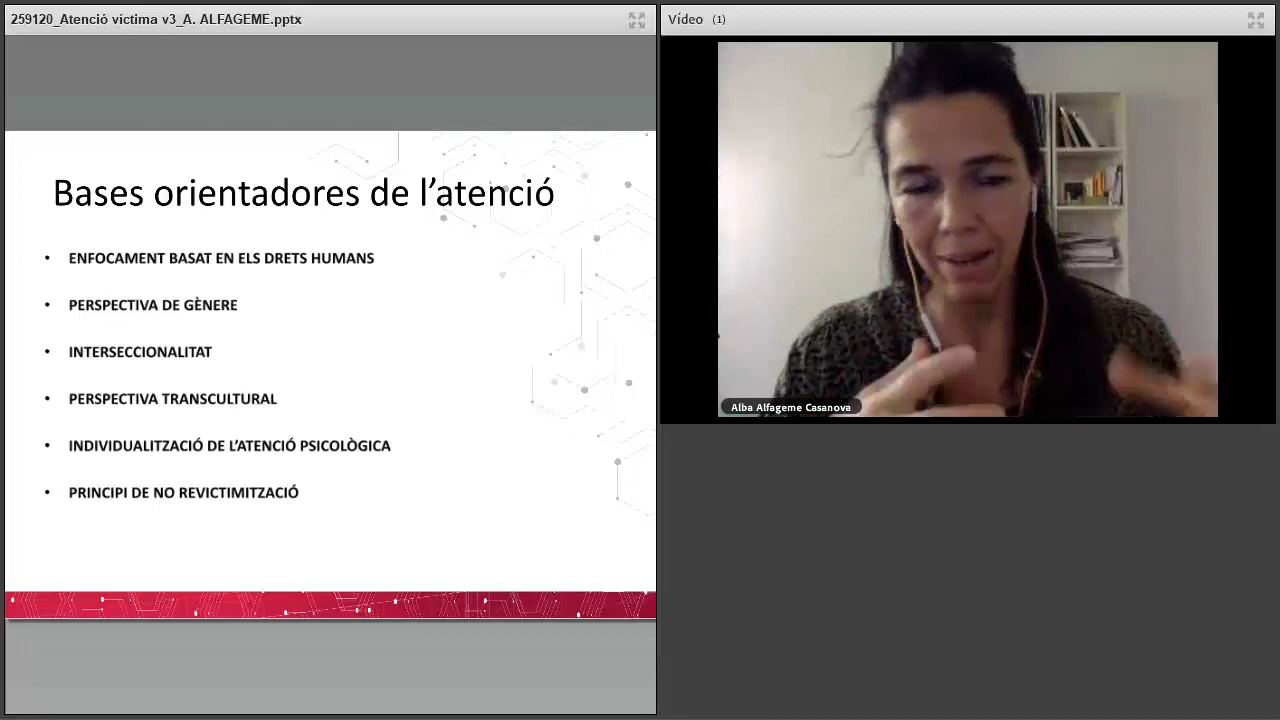 259120_Atenció víctima v3_A. ALFAGEME.pptx
Vídeo (1)
Bases orientadores de l’atenció
• ENFOCAMENT BASAT EN ELS DRETS HUMANS
• PERSPECTIVA DE GÈNERE
• INTERSECCIONALITAT
• PERSPECTIVA TRANSCULTURAL
• INDIVIDUALITZACIÓ DE L’ATENCIÓ PSICOLÒGICA
• PRINCIPI DE NO REVICTIMITZACIÓ
Alba Alfageme Casanova